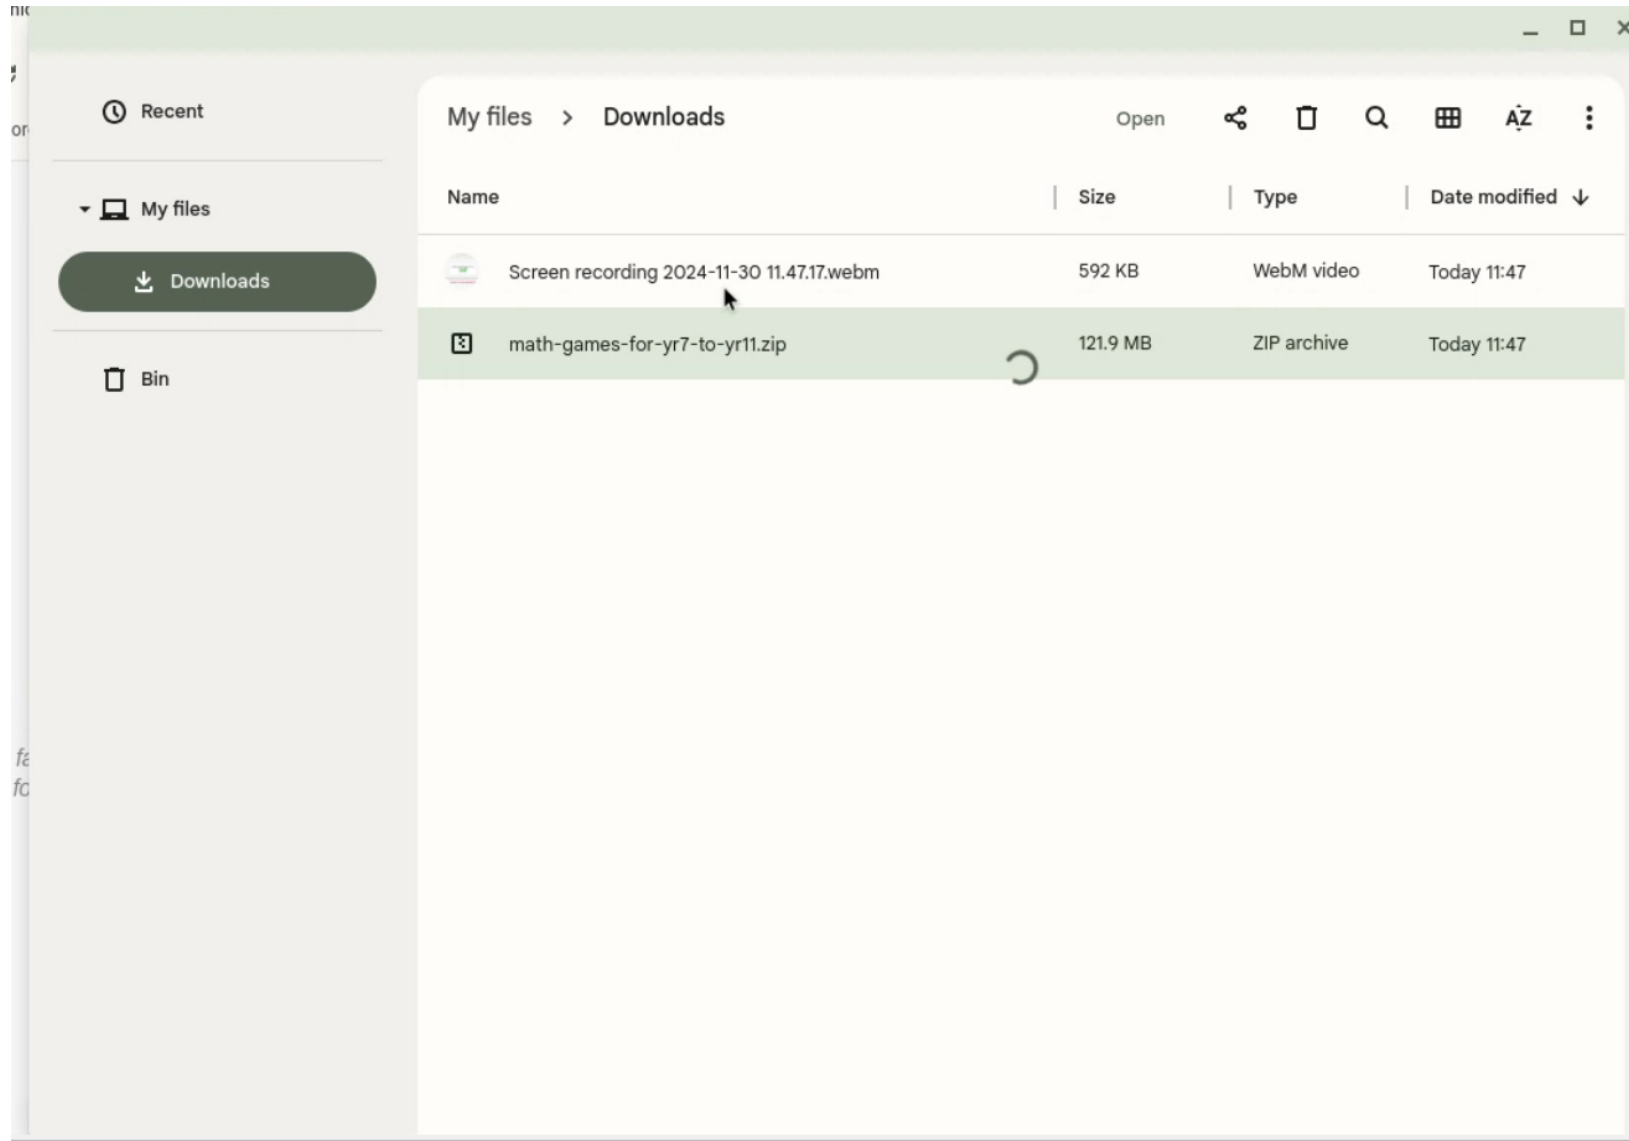 Recent
My files
Downloads
Bin
My files > Downloads
Open
AZ
Name
Size
Type
Date modified
Screen recording 2024-11-30 11.47.17.webm
592 KB
WebM video
Today 11:47
math-games-for-yr7-to-yr11.zip
121.9 MB
ZIP archive
Today 11:47